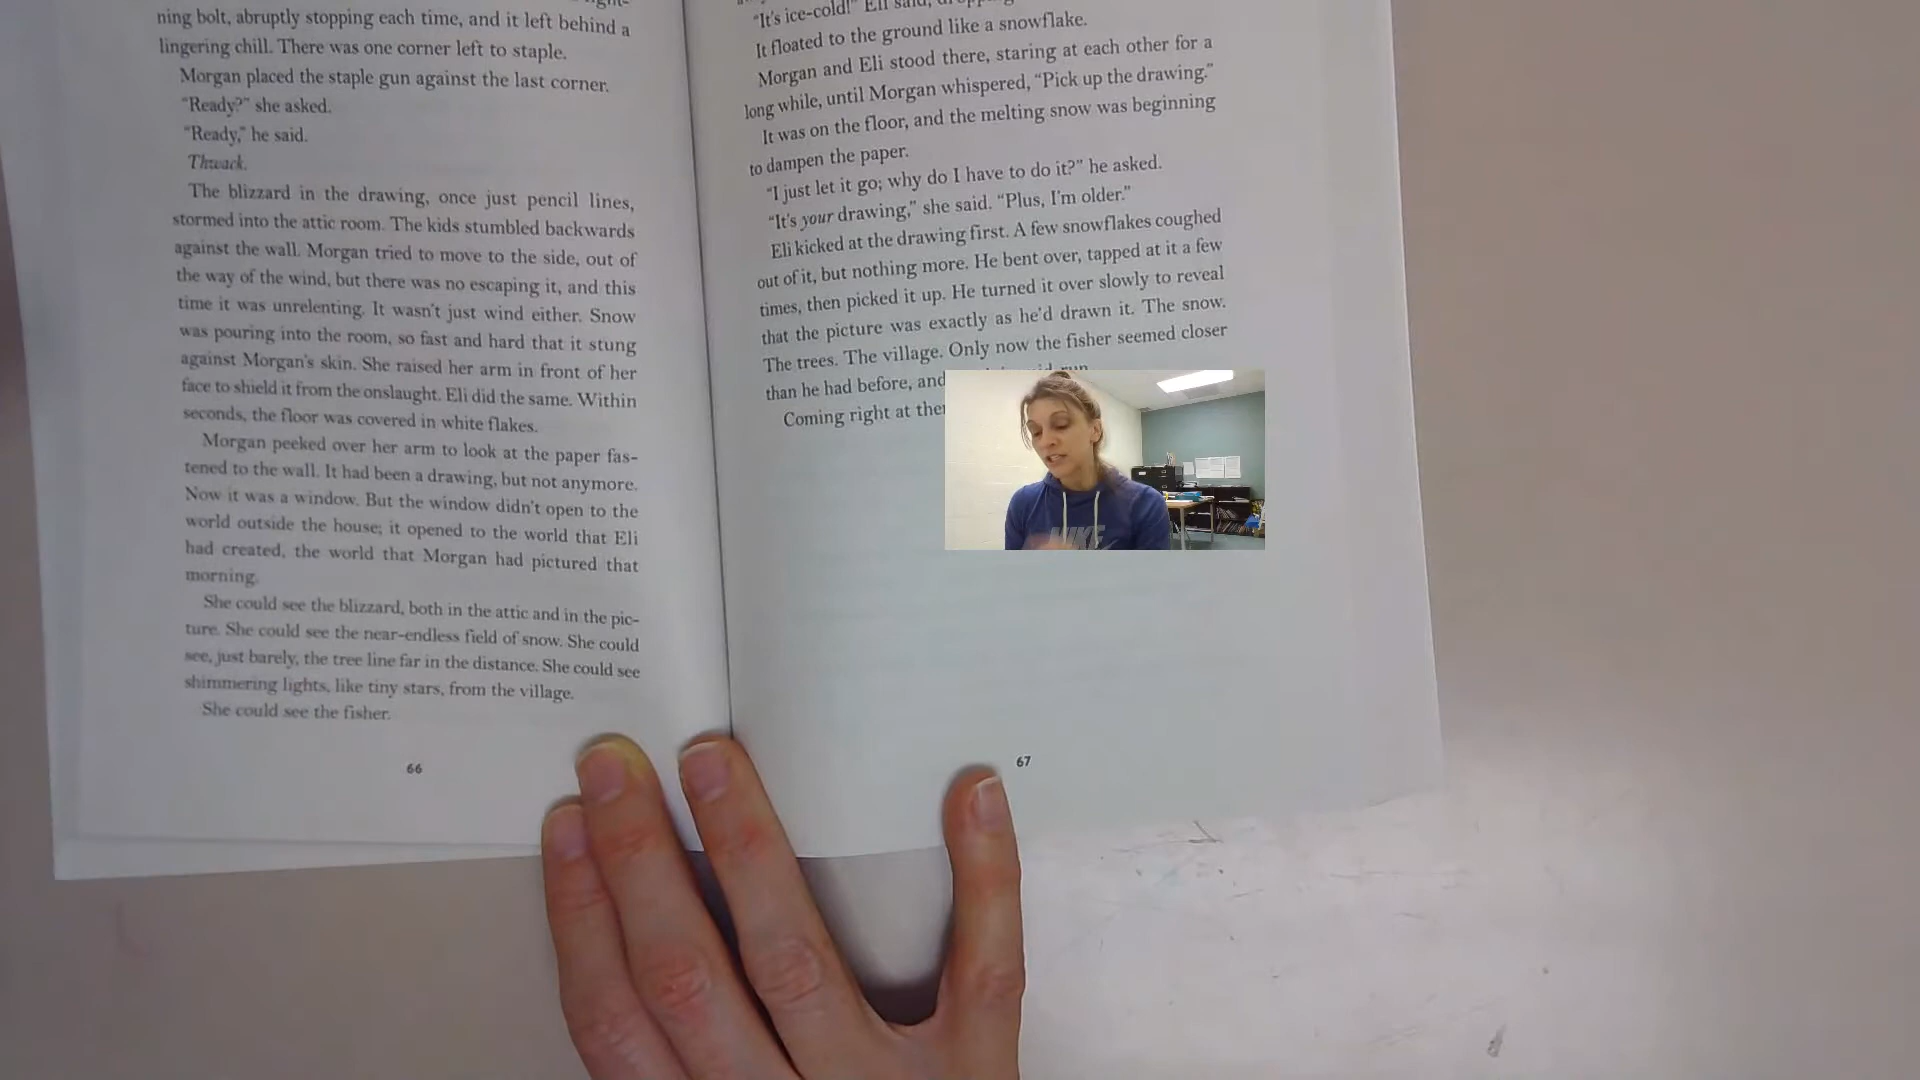 ning bolt, abruptly stopping each time, and it left behind a
lingering chill. There was one corner left to staple.
Morgan placed the staple gun against the last corner.
“Ready?” she asked.
“Ready,” he said.
Thwack.
The blizzard in the drawing, once just pencil lines,
stormed into the attic room. The kids stumbled backwards
against the wall. Morgan tried to move to the side, out of
the way of the wind, but there was no escaping it, and this
time it was unrelenting. It wasn’t just wind either. Snow
was pouring into the room, so fast and hard that it stung
against Morgan’s skin. She raised her arm in front of her
face to shield it from the onslaught. Eli did the same. Within
seconds, the floor was covered in white flakes.
Morgan peeked over her arm to look at the paper fas-
tened to the wall. It had been a drawing, but not anymore.
Now it was a window. But the window didn’t open to the
world outside the house; it opened to the world that Eli
had created, the world that Morgan had pictured that
morning.
She could see the blizzard, both in the attic and in the pic-
ture. She could see the near-endless field of snow. She could
see, just barely, the tree line far in the distance. She could see
shimmering lights, like tiny stars, from the village.
She could see the fisher.
66
“It’s ice-cold!” Eli said,
It floated to the ground like a snowflake.
Morgan and Eli stood there, staring at each other for a
long while, until Morgan whispered, “Pick up the drawing.”
It was on the floor, and the melting snow was beginning
to dampen the paper.
“I just let it go; why do I have to do it?” he asked.
“It’s your drawing,” she said. “Plus, I’m older.”
Eli kicked at the drawing first. A few snowflakes coughed
out of it, but nothing more. He bent over, tapped at it a few
times, then picked it up. He turned it over slowly to reveal
that the picture was exactly as he’d drawn it. The snow.
The trees. The village. Only now the fisher seemed closer
than he had before, and
Coming right at
67
NIKE